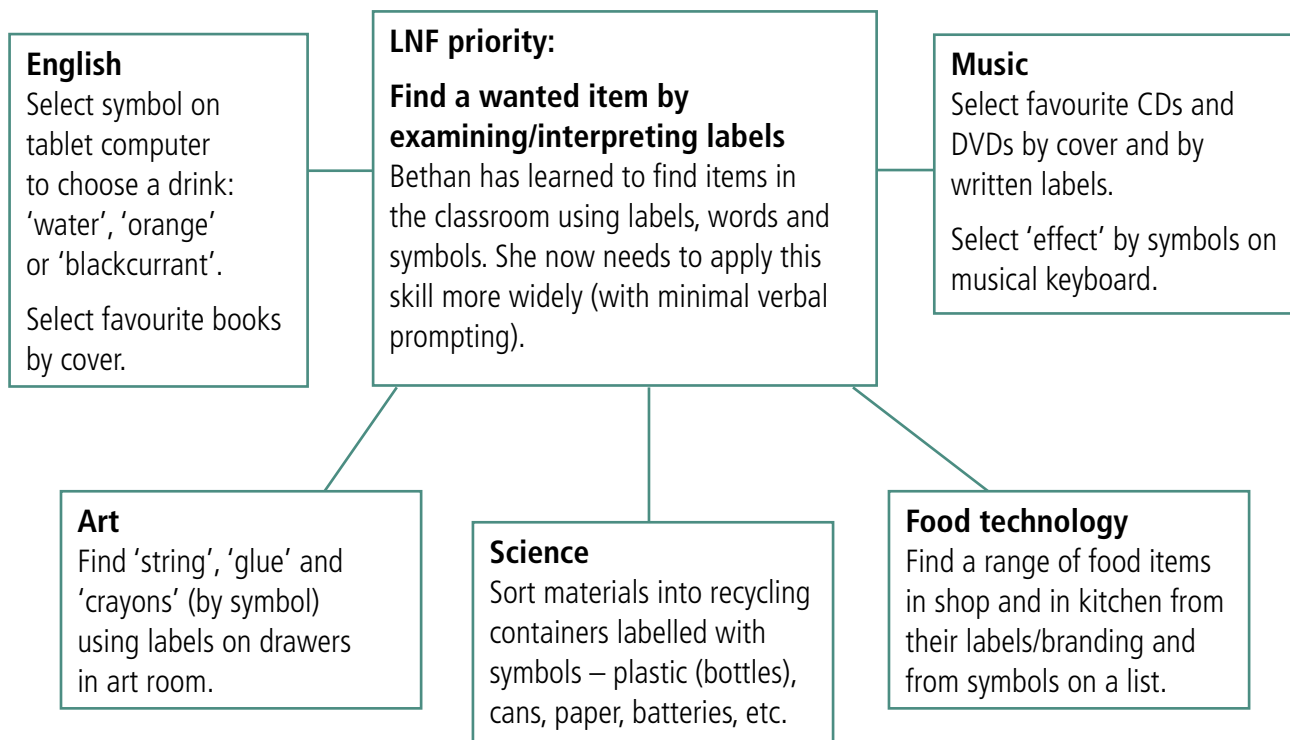 English
Select symbol on
tablet computer
to choose a drink:
‘water’, ‘orange’
or ‘blackcurrant’.
Select favourite books
by cover.
LNF priority:
Find a wanted item by
examining/interpreting labels
Bethan has learned to find items in
the classroom using labels, words and
symbols. She now needs to apply this
skill more widely (with minimal verbal
prompting).
Music
Select favourite CDs and
DVDs by cover and by
written labels.
Select ‘effect’ by symbols on
musical keyboard.
Art
Find ‘string’, ‘glue’ and
‘crayons’ (by symbol)
using labels on drawers
in art room.
Science
Sort materials into recycling
containers labelled with
symbols – plastic (bottles),
cans, paper, batteries, etc.
Food technology
Find a range of food items
in shop and in kitchen from
their labels/branding and
from symbols on a list.